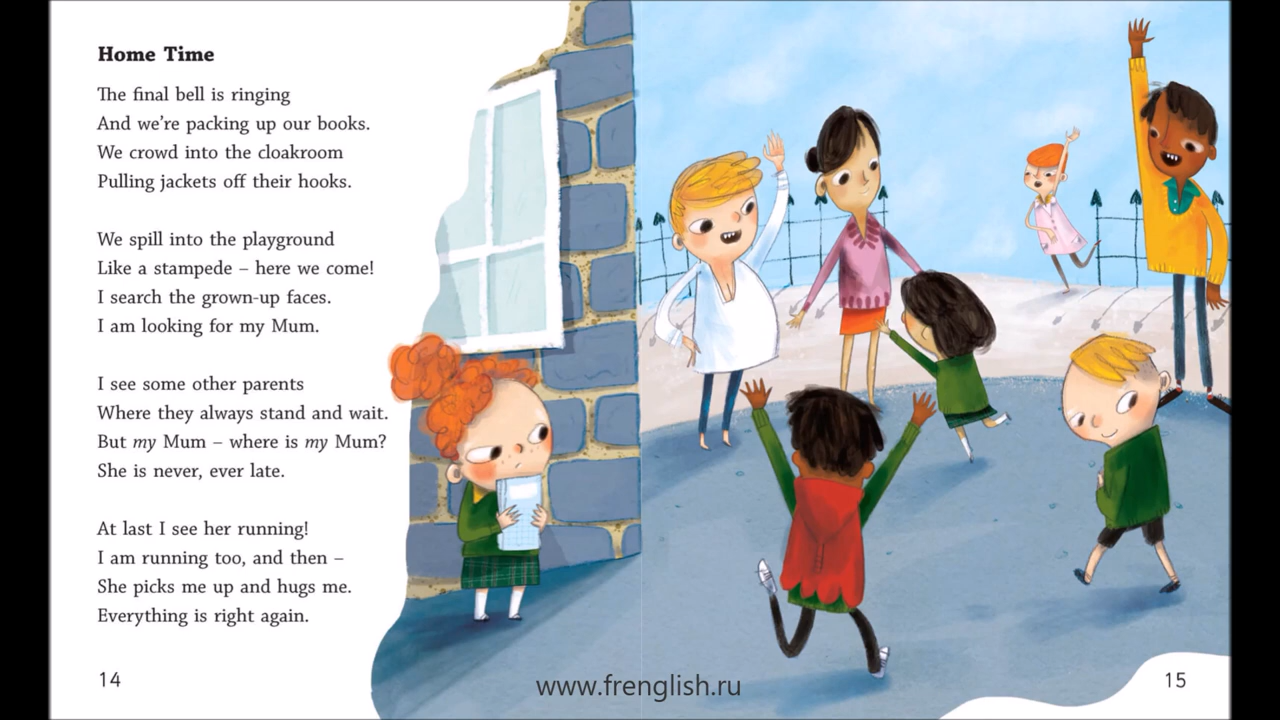 Home Time
The final bell is ringing
And we're packing up our books.
We crowd into the cloakroom
Pulling jackets off their hooks.
We spill into the playground
Like a stampede – here we come!
I search the grown-up faces.
I am looking for my Mum.
I see some other parents
Where they always stand and wait.
But my Mum – where is my Mum?
She is never, ever late.
At last I see her running!
I am running too, and then –
She picks me up and hugs me.
Everything is right again.
14
www.frenglish.ru
15